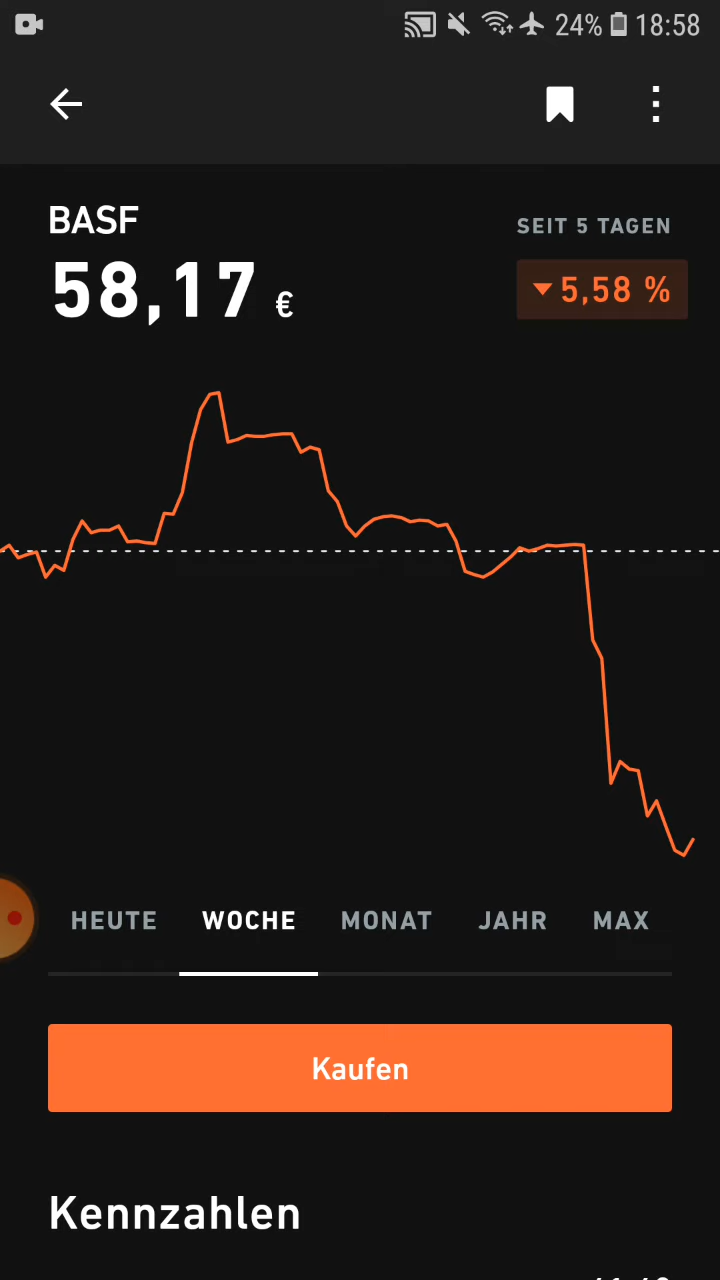 24% 18:58
BASF
SEIT 5 TAGEN
58,17 €
5,58 %
HEUTE WOCHE MONAT JAHR MAX
Kaufen
Kennzahlen